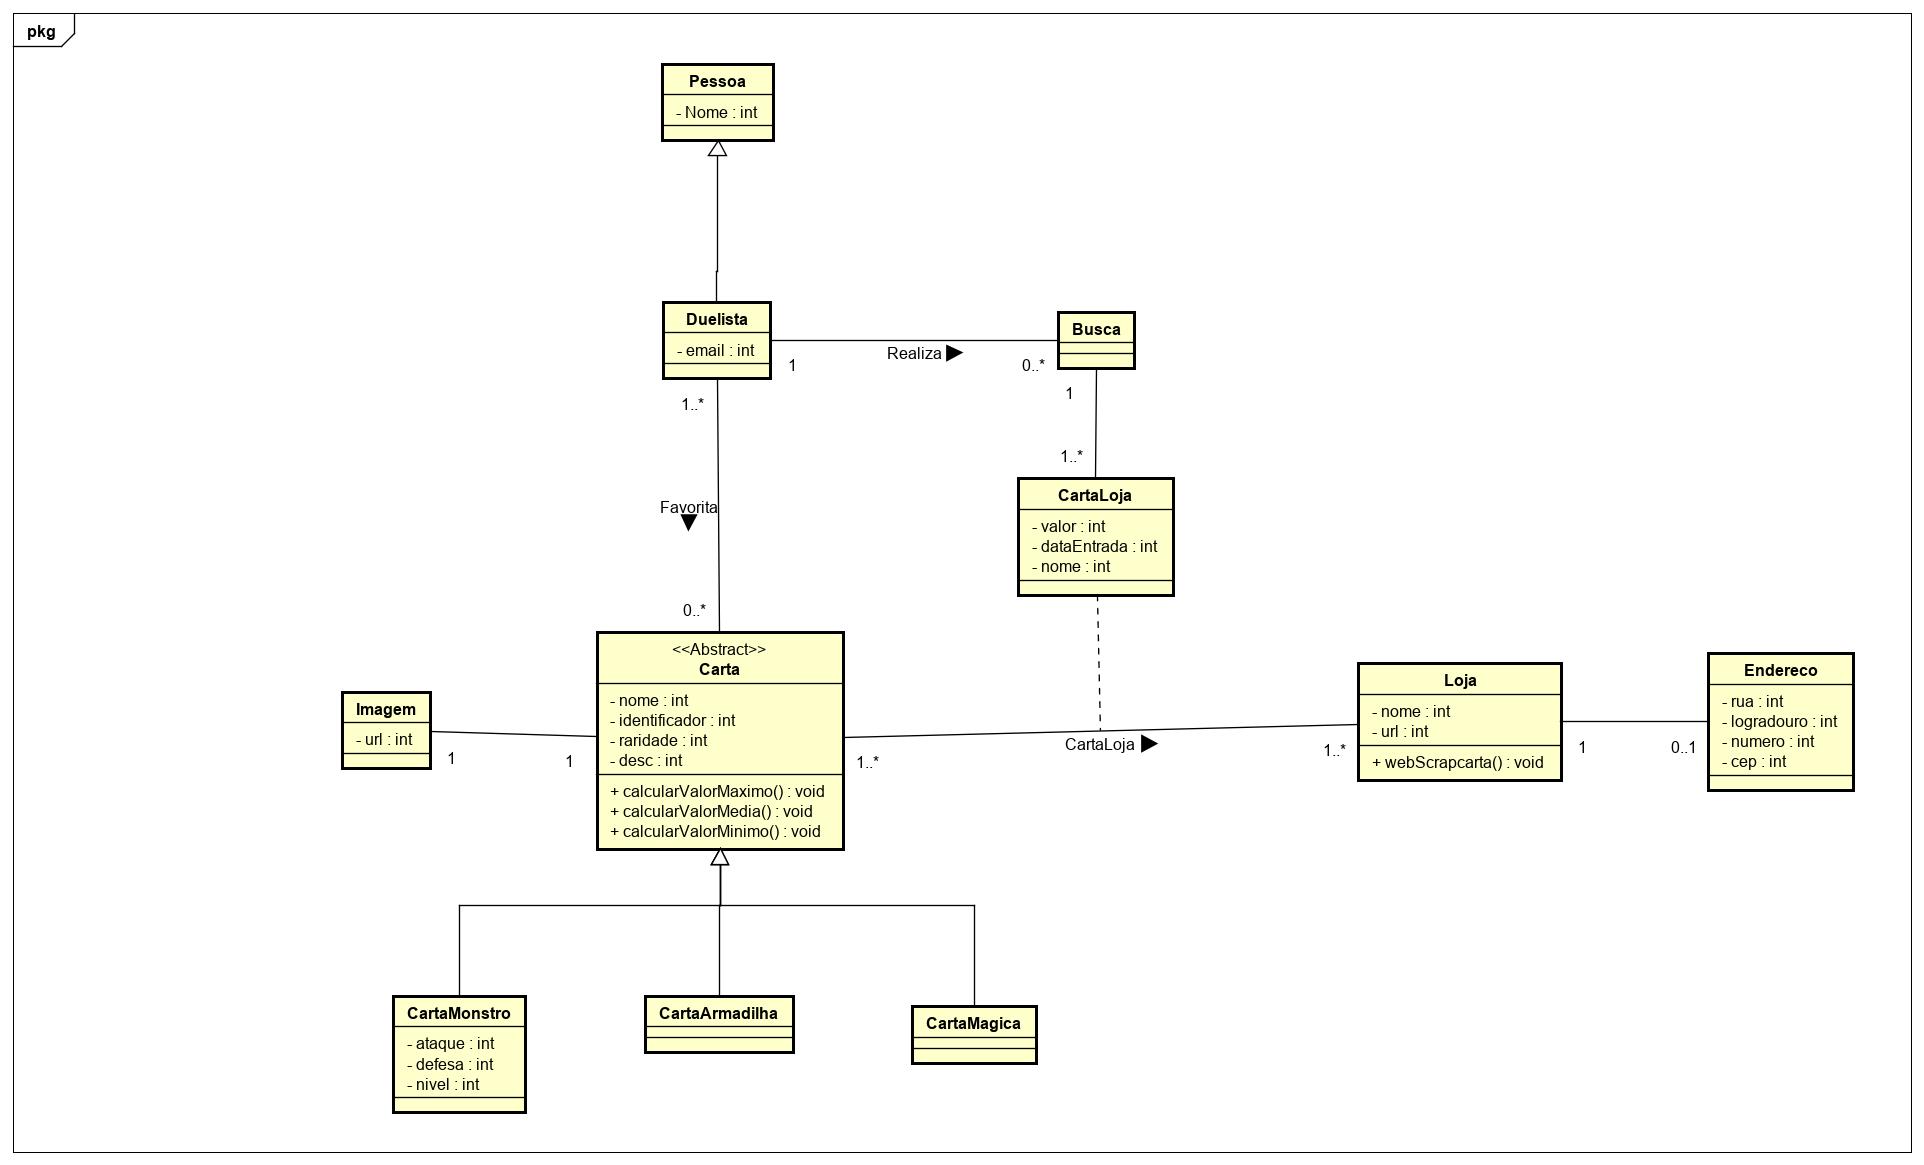 pkg
Pessoa
- Nome : int
Duelista
- email : int
1
Realiza
0..*
Busca
1
1..*
1..*
CartaLoja
- valor : int
- dataEntrada : int
- nome : int
Favorita
0..*
<<Abstract>>
Carta
- nome : int
- identificador : int
- raridade : int
- desc : int
+ calcularValorMaximo() : void
+ calcularValorMedia() : void
+ calcularValorMinimo() : void
Imagem
- url : int
1
1
1..*
CartaLoja
1..*
Loja
- nome : int
- url : int
+ webScrapcarta() : void
1
0..1
Endereco
- rua : int
- logradouro : int
- numero : int
- cep : int
CartaMonstro
- ataque : int
- defesa : int
- nivel : int
CartaArmadilha
CartaMagica